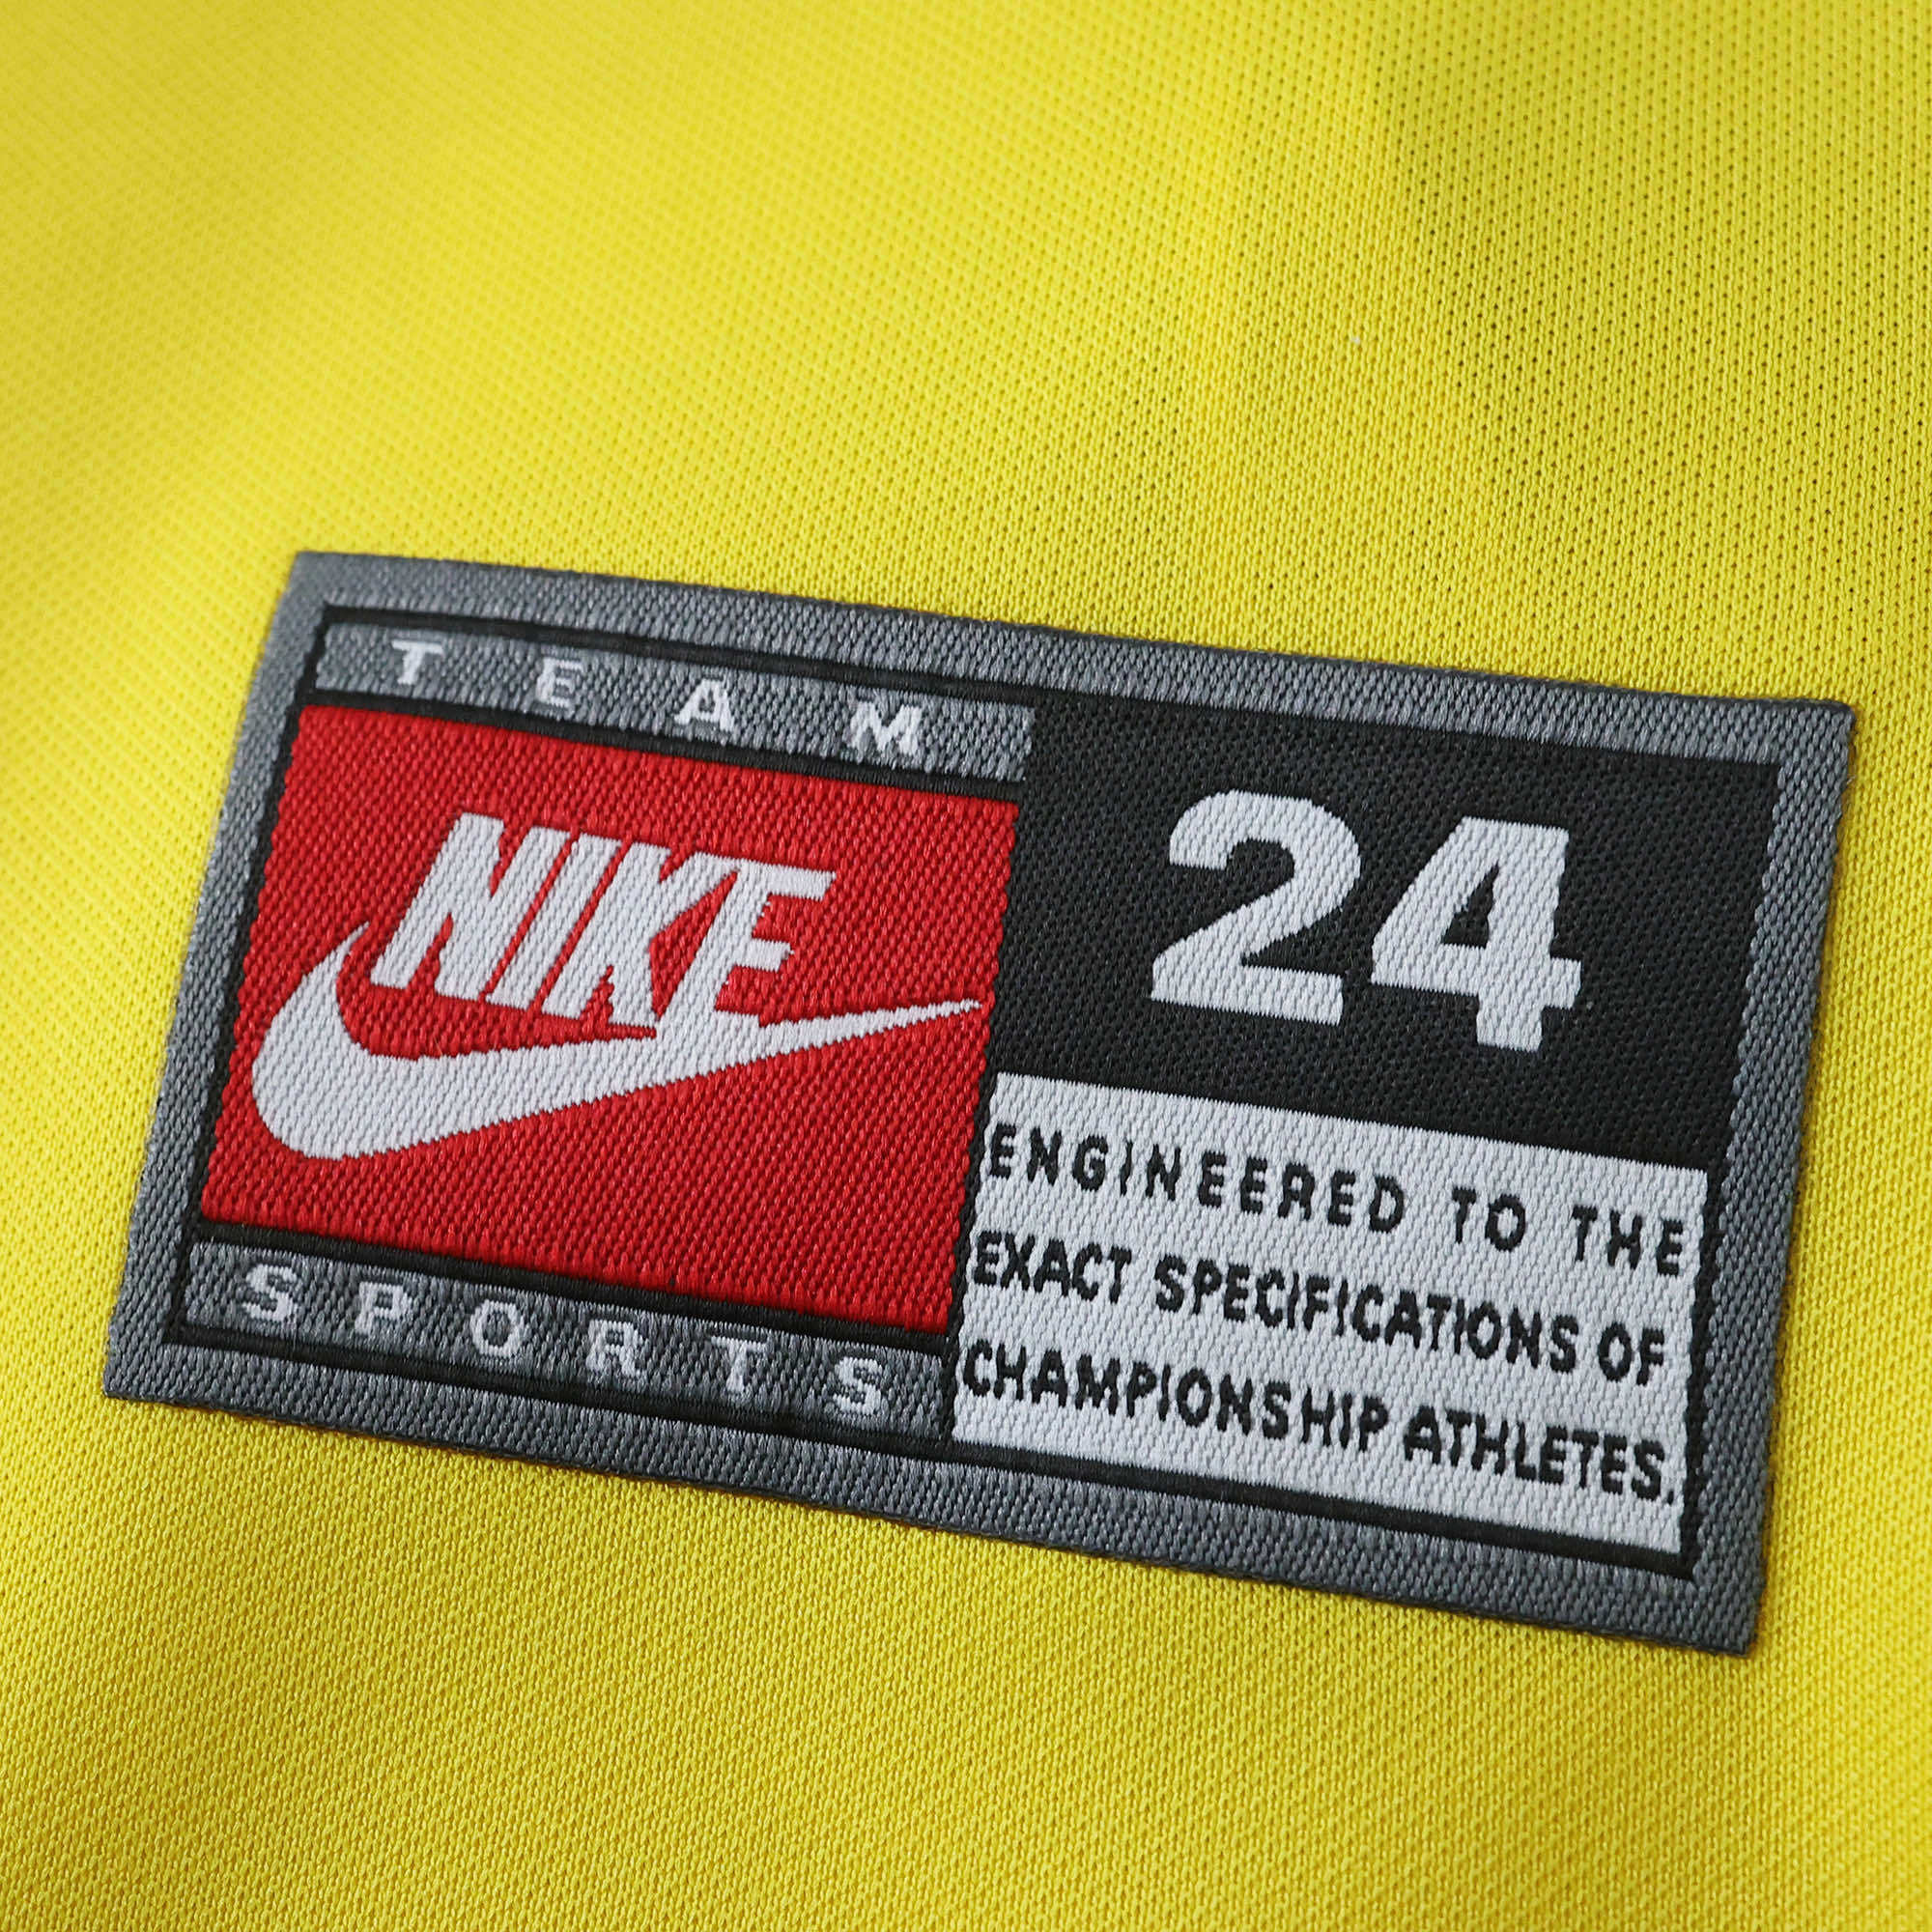 TEAM
NIKE
SPORTS
24
ENGINEERED TO THE
EXACT SPECIFICATIONS OF
CHAMPIONSHIP ATHLETES.